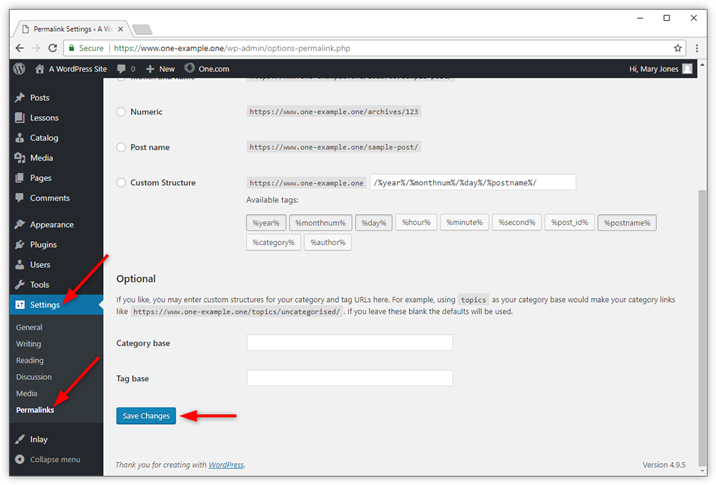 Permalink Settings ‹ A W
Secure
https://www.one-example.one/wp-admin/options-permalink.php
A WordPress Site
0
New
One.com
Hi, Mary Jones
Posts
Lessons
Catalog
Media
Pages
Comments
Appearance
Plugins
Users
Tools
Settings
General
Writing
Reading
Discussion
Media
Permalinks
Inlay
Collapse menu
Numeric
https://www.one-example.one/archives/123
Post name
https://www.one-example.one/sample-post/
Custom Structure
https://www.one-example.one
/%year%/%monthnum%/%day%/%postname%/
Available tags:
%year% %monthnum% %day% %hour% %minute% %second% %post_id% %postname%
%category% %author%
Optional
If you like, you may enter custom structures for your category and tag URLs here. For example, using topics as your category base would make your category links
like https://www.one-example.one/topics/uncategorised/ . If you leave these blank the defaults will be used.
Category base
Tag base
Save Changes
Thank you for creating with WordPress.
Version 4.9.5